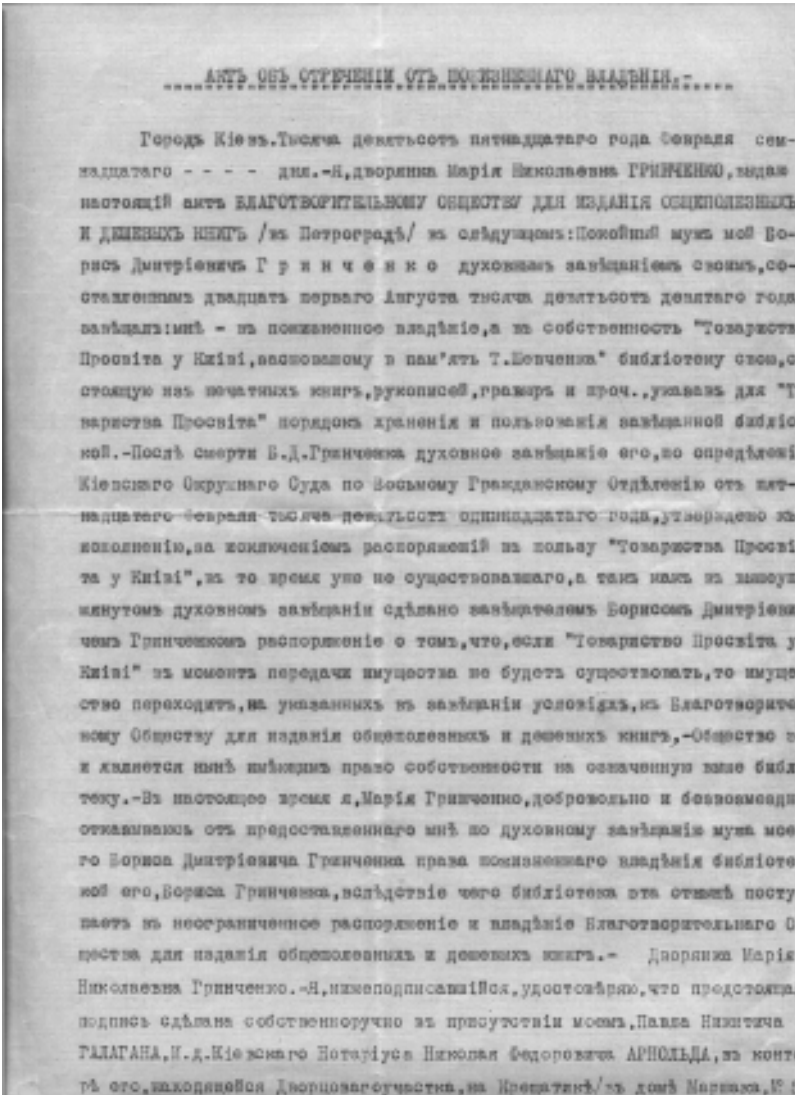 АКТЪ ОБЪ ОТРЕЧЕНІИ ОТЪ ПОЖИЗНЕННАГО ВЛАДѢНІЯ.-
Городъ Кіевъ.Тысяча девятьсотъ пятнадцатаго года Февраля сем-
надцатаго - - - - дня.-Я,дворянка Марія Николаевна ГРИНЧЕНКО,выдаю
настоящій актъ БЛАГОТВОРИТЕЛЬНОМУ ОБЩЕСТВУ ДЛЯ ИЗДАНІЯ ОБЩЕПОЛЕЗНЫХЪ
И ДЕШЕВЫХЪ КНИГЪ /въ Петроградѣ/ въ слѣдующемъ:Покойный мужъ мой Бо-
рисъ Дмитріевичъ Г р и н ч е н к о духовнымъ завѣщаніемъ своимъ,со-
ставленнымъ двадцать перваго Августа тысяча девятьсотъ девятаго года
завѣщалъ:мнѣ - въ пожизненное владѣніе,а въ собственность "Товариств
Просвіта у Київі,заснованому в пам'ять Т.Шевченка" библіотеку свою,с
стоящую изъ печатныхъ книгъ,рукописей,гравюръ и проч.,указавъ для "Т
вариства Просвіта" порядокъ храненія и пользованія завѣщанной библіо
кой.-Послѣ смерти Б.Д.Гринченка духовное завѣщаніе его,по опредѣлені
Кіевскаго Окружнаго Суда по Восьмому Гражданскому Отдѣленію отъ пят-
надцатаго Февраля тысяча девятьсотъ одиннадцатаго года,утверждено къ
исполненію,за исключеніемъ распоряженій въ пользу "Товариства Просві
та у Київі",въ то время уже не существовавшаго,а такъ какъ въ вышеуп
мянутомъ духовномъ завѣщаніи сдѣлано завѣщателемъ Борисомъ Дмитріеви
чемъ Гринченкомъ распоряженіе о томъ,что,если "Товариство Просвіта у
Київі" въ моментъ передачи имущества не будетъ существовать,то имуще
ство переходитъ,на указанныхъ въ завѣщаніи условіяхъ,къ Благотворите
ному Обществу для изданія общеполезныхъ и дешевыхъ книгъ,-Общество э
и является нынѣ имѣющимъ право собственности на означенную выше библ
теку.-Въ настоящее время я,Марія Гринченко,добровольно и безвозмездн
отказываюсь отъ предоставленнаго мнѣ по духовному завѣщанію мужа мое
го Бориса Дмитріевича Гринченка права пожизненнаго владѣнія библіоте
кой его,Бориса Гринченка,вслѣдствіе чего библіотека эта отнынѣ посту
паетъ въ неограниченное распоряженіе и владѣніе Благотворительнаго О
щества для изданія общеполезныхъ и дешевыхъ книгъ.- Дворянка Марія
Николаевна Гринченко.-Я,нижеподписавшійся,удостовѣряю,что предстояща
подпись сдѣлана собственноручно въ присутствіи моемъ,Павла Никитича
ГАЛАГАНА,И.д.Кіевскаго Нотаріуса Николая Федоровича АРНОЛЬДА,въ конт
рѣ его,находящейся Дворцоваго участка,на Крещатикѣ/въ домѣ Маршака,№